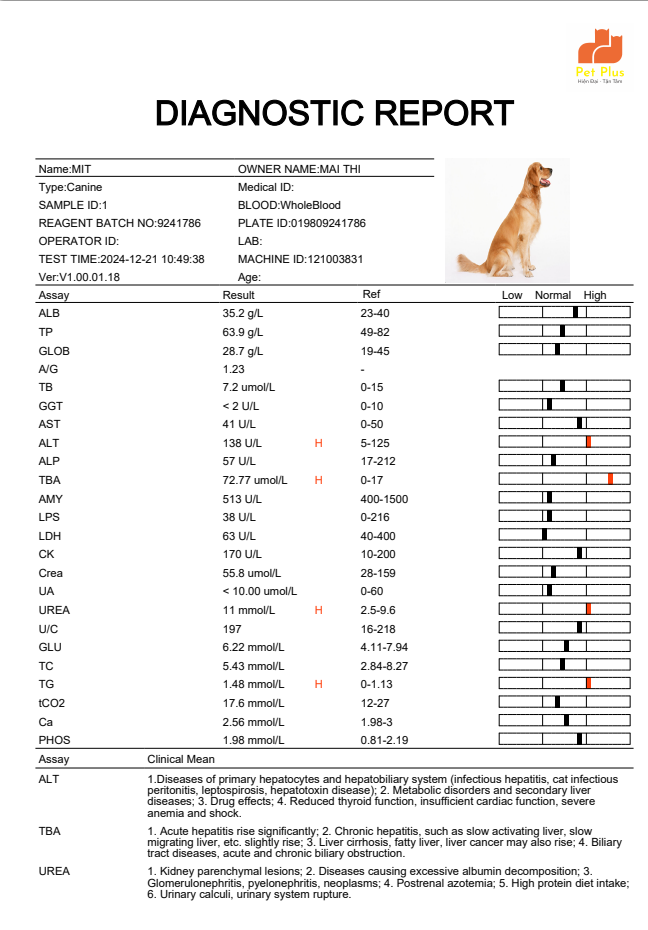 Pet Plus
Hiện Đại - Tận Tâm
DIAGNOSTIC REPORT
Name:MIT OWNER NAME:MAI THI
Type:Canine Medical ID:
SAMPLE ID:1 BLOOD:WholeBlood
REAGENT BATCH NO:9241786 PLATE ID:019809241786
OPERATOR ID: LAB:
TEST TIME:2024-12-21 10:49:38 MACHINE ID:121003831
Ver:V1.00.01.18 Age:
Assay Result Ref Low Normal High
ALB 35.2 g/L 23-40
TP 63.9 g/L 49-82
GLOB 28.7 g/L 19-45
A/G 1.23 -
TB 7.2 umol/L 0-15
GGT < 2 U/L 0-10
AST 41 U/L 0-50
ALT 138 U/L H 5-125
ALP 57 U/L 17-212
TBA 72.77 umol/L H 0-17
AMY 513 U/L 400-1500
LPS 38 U/L 0-216
LDH 63 U/L 40-400
CK 170 U/L 10-200
Crea 55.8 umol/L 28-159
UA < 10.00 umol/L 0-60
UREA 11 mmol/L H 2.5-9.6
U/C 197 16-218
GLU 6.22 mmol/L 4.11-7.94
TC 5.43 mmol/L 2.84-8.27
TG 1.48 mmol/L H 0-1.13
tCO2 17.6 mmol/L 12-27
Ca 2.56 mmol/L 1.98-3
PHOS 1.98 mmol/L 0.81-2.19
Assay Clinical Mean
ALT 1.Diseases of primary hepatocytes and hepatobiliary system (infectious hepatitis, cat infectious
peritonitis, leptospirosis, hepatotoxin disease); 2. Metabolic disorders and secondary liver
diseases; 3. Drug effects; 4. Reduced thyroid function, insufficient cardiac function, severe
anemia and shock.
TBA 1. Acute hepatitis rise significantly; 2. Chronic hepatitis, such as slow activating liver, slow
migrating liver, etc. slightly rise; 3. Liver cirrhosis, fatty liver, liver cancer may also rise; 4. Biliary
tract diseases, acute and chronic biliary obstruction.
UREA 1. Kidney parenchymal lesions; 2. Diseases causing excessive albumin decomposition; 3.
Glomerulonephritis, pyelonephritis, neoplasms; 4. Postrenal azotemia; 5. High protein diet intake;
6. Urinary calculi, urinary system rupture.